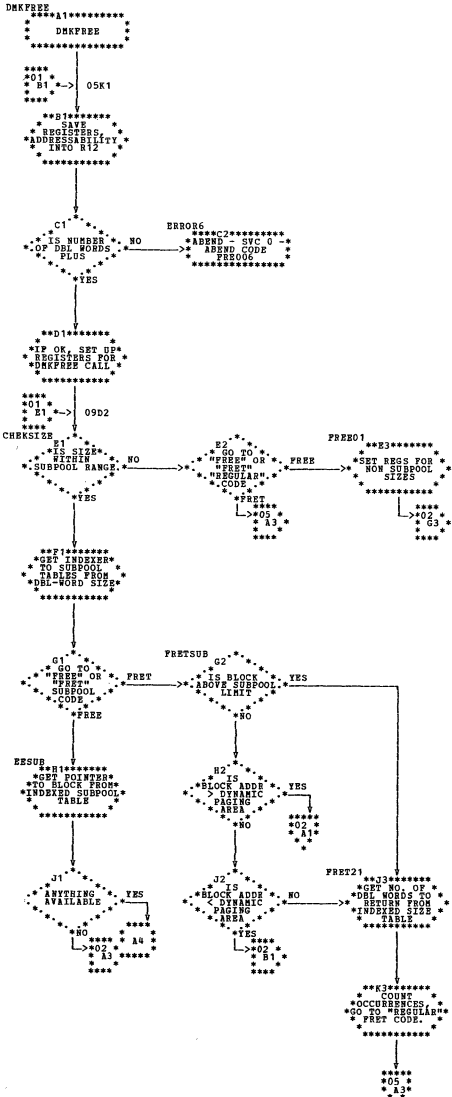 DMKFREE
A1
DMKFREE
01
B1
05K1
B1
SAVE
REGISTERS,
ADDRESSABILITY
INTO R12
C1
IS NUMBER
OF DBL WORDS
PLUS
NO
YES
ERROR6
C2
ABEND - SVC 0 -
ABEND CODE
FRE006
D1
IF OK, SET UP
REGISTERS FOR
DMKFREE CALL
01
E1
09D2
CHEKSIZE
E1
IS SIZE
WITHIN
SUBPOOL RANGE
NO
YES
E2
GO TO
"FREE" OR
"FRET"
"REGULAR"
CODE
FREE
FRET
05
A3
FREE01
E3
SET REGS FOR
NON SUBPOOL
SIZES
02
G3
F1
GET INDEXER
TO SUBPOOL
TABLES FROM
DBL-WORD SIZE
G1
GO TO
"FREE" OR
"FRET"
SUBPOOL
CODE
FRET
FREE
FRETSUB
G2
IS BLOCK
ABOVE SUBPOOL
LIMIT
YES
NO
EESUB
H1
GET POINTER
TO BLOCK FROM
INDEXED SUBPOOL
TABLE
H2
IS
BLOCK ADDR
> DYNAMIC
PAGING
AREA
YES
NO
02
A1
J1
ANYTHING
AVAILABLE
YES
NO
A4
02
A3
J2
IS
BLOCK ADDR
< DYNAMIC
PAGING
AREA
NO
YES
02
B1
FRET21
J3
GET NO. OF
DBL WORDS TO
RETURN FROM
INDEXED SIZE
TABLE
K3
COUNT
OCCURRENCES,
GO TO "REGULAR"
FRET CODE.
05
A3